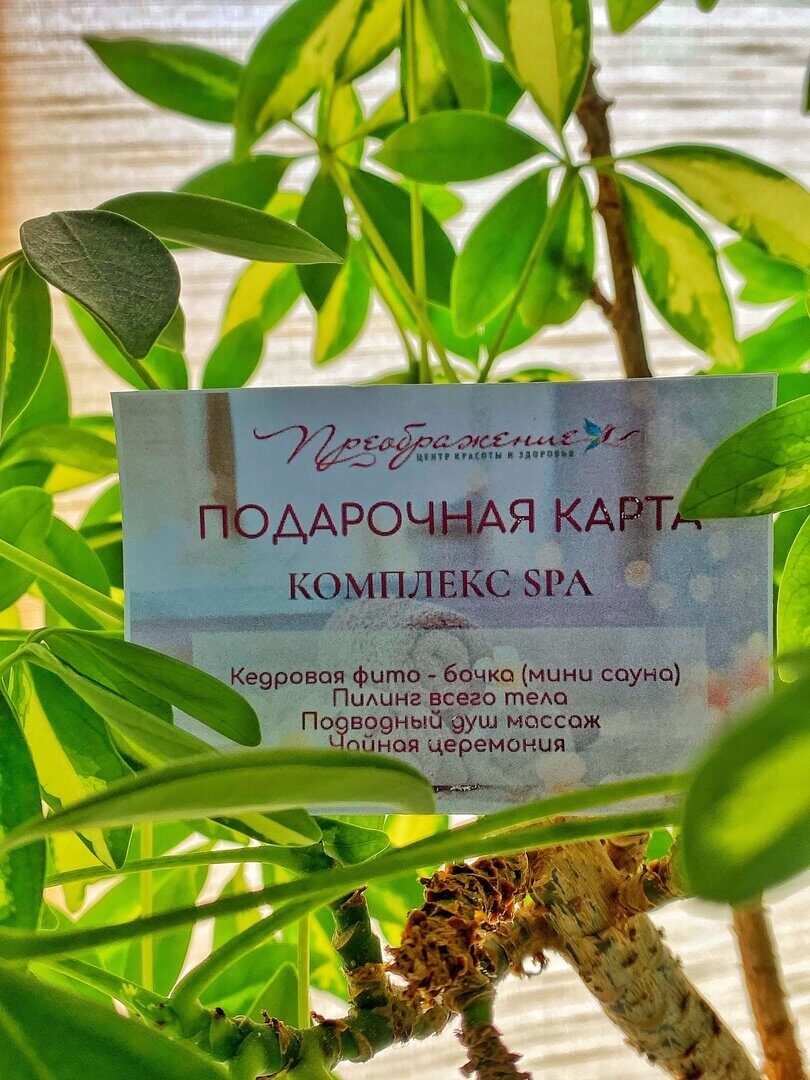 Преображение
ЦЕНТР КРАСОТЫ И ЗДОРОВЬЯ
ПОДАРОЧНАЯ КАРТА
КОМПЛЕКС SPA
Кедровая фито - бочка (мини сауна)
Пилинг всего тела
Подводный душ массаж
Чайная церемония